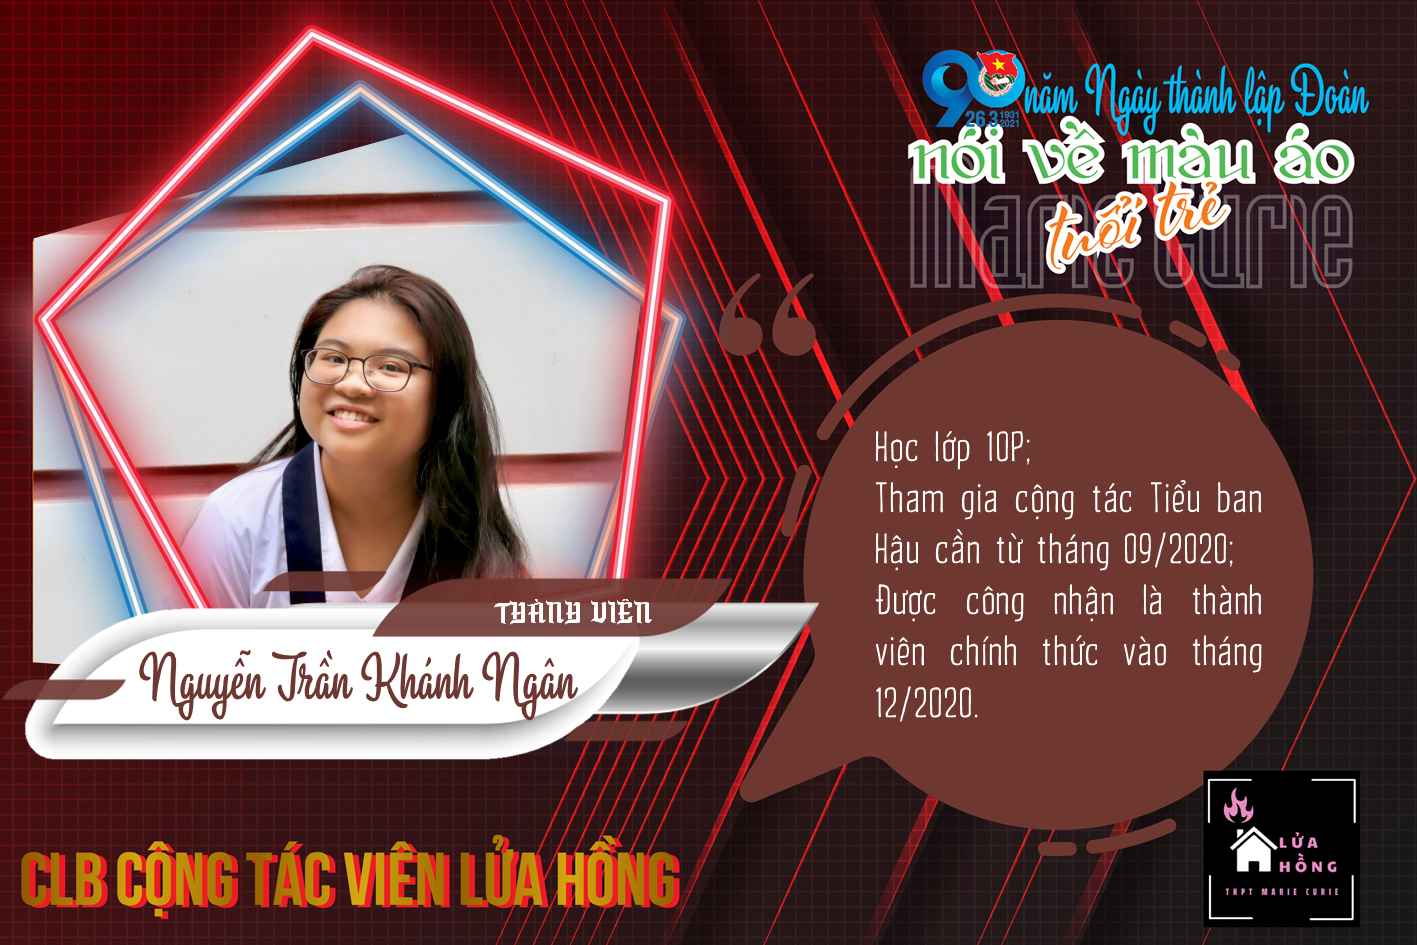 90 năm Ngày thành lập Đoàn
26.3 1931 2021
nói về màu áo
tuổi trẻ
Marie Curie
Học lớp 10P;
Tham gia cộng tác Tiểu ban
Hậu cần từ tháng 09/2020;
Được công nhận là thành
viên chính thức vào tháng
12/2020.
THÀNH VIÊN
Nguyễn Trần Khánh Ngân
CLB CỘNG TÁC VIÊN LỬA HỒNG
LỬA
HỒNG
THPT MARIE CURIE